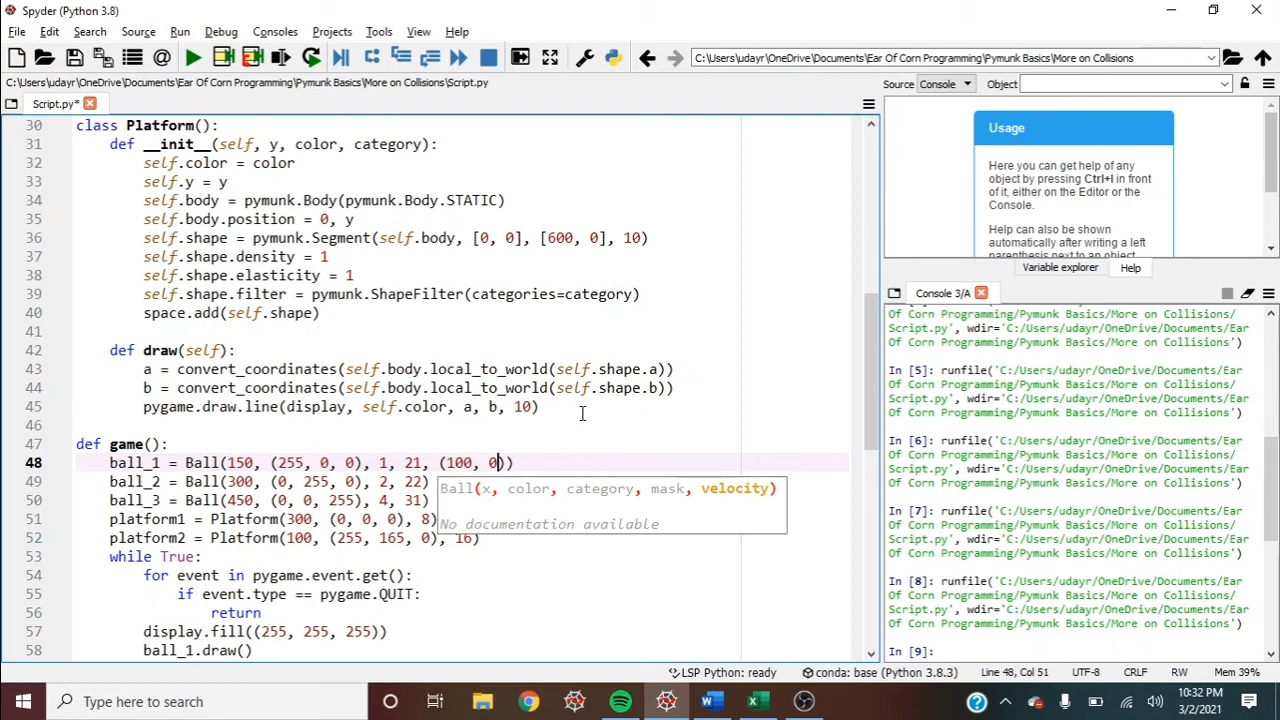 Spyder (Python 3.8)
File Edit Search Source Run Debug Consoles Projects Tools View Help
C:\Users\udayr\OneDrive\Documents\Ear Of Corn Programming\Pymunk Basics\More on Collisions
C:\Users\udayr\OneDrive\Documents\Ear Of Corn Programming\Pymunk Basics\More on Collisions\Script.py
Source Console Object
Script.py*
30 class Platform():
31 def __init__(self, y, color, category):
32 self.color = color
33 self.y = y
34 self.body = pymunk.Body(pymunk.Body.STATIC)
35 self.body.position = 0, y
36 self.shape = pymunk.Segment(self.body, [0, 0], [600, 0], 10)
37 self.shape.density = 1
38 self.shape.elasticity = 1
39 self.shape.filter = pymunk.ShapeFilter(categories=category)
40 space.add(self.shape)
41
42 def draw(self):
43 a = convert_coordinates(self.body.local_to_world(self.shape.a))
44 b = convert_coordinates(self.body.local_to_world(self.shape.b))
45 pygame.draw.line(display, self.color, a, b, 10)
46
47 def game():
48 ball_1 = Ball(150, (255, 0, 0), 1, 21, (100, 0))
49 ball_2 = Ball(300, (0, 255, 0), 2, 22)
50 ball_3 = Ball(450, (0, 0, 255), 4, 31)
51 platform1 = Platform(300, (0, 0, 0), 8)
52 platform2 = Platform(100, (255, 165, 0), 16)
53 while True:
54 for event in pygame.event.get():
55 if event.type == pygame.QUIT:
56 return
57 display.fill((255, 255, 255))
58 ball_1.draw()
Ball(x, color, category, mask, velocity)
No documentation available
Usage
Here you can get help of any
object by pressing Ctrl+I in front
of it, either on the Editor or the
Console.
Help can also be shown
automatically after writing a left
parenthesis next to an object
Variable explorer Help
Console 3/A
In [4]: runfile('C:/Users/udayr/OneDrive/Documents/Ear
Of Corn Programming/Pymunk Basics/More on Collisions/
Script.py', wdir='C:/Users/udayr/OneDrive/Documents/Ear
Of Corn Programming/Pymunk Basics/More on Collisions')
In [5]: runfile('C:/Users/udayr/OneDrive/Documents/Ear
Of Corn Programming/Pymunk Basics/More on Collisions/
Script.py', wdir='C:/Users/udayr/OneDrive/Documents/Ear
Of Corn Programming/Pymunk Basics/More on Collisions')
In [6]: runfile('C:/Users/udayr/OneDrive/Documents/Ear
Of Corn Programming/Pymunk Basics/More on Collisions/
Script.py', wdir='C:/Users/udayr/OneDrive/Documents/Ear
Of Corn Programming/Pymunk Basics/More on Collisions')
In [7]: runfile('C:/Users/udayr/OneDrive/Documents/Ear
Of Corn Programming/Pymunk Basics/More on Collisions/
Script.py', wdir='C:/Users/udayr/OneDrive/Documents/Ear
Of Corn Programming/Pymunk Basics/More on Collisions')
In [8]: runfile('C:/Users/udayr/OneDrive/Documents/Ear
Of Corn Programming/Pymunk Basics/More on Collisions/
Script.py', wdir='C:/Users/udayr/OneDrive/Documents/Ear
Of Corn Programming/Pymunk Basics/More on Collisions')
In [9]:
LSP Python: ready conda: base (Python 3.8.3) Line 48, Col 51 UTF-8 CRLF RW Mem 39%
Type here to search
10:32 PM
3/2/2021